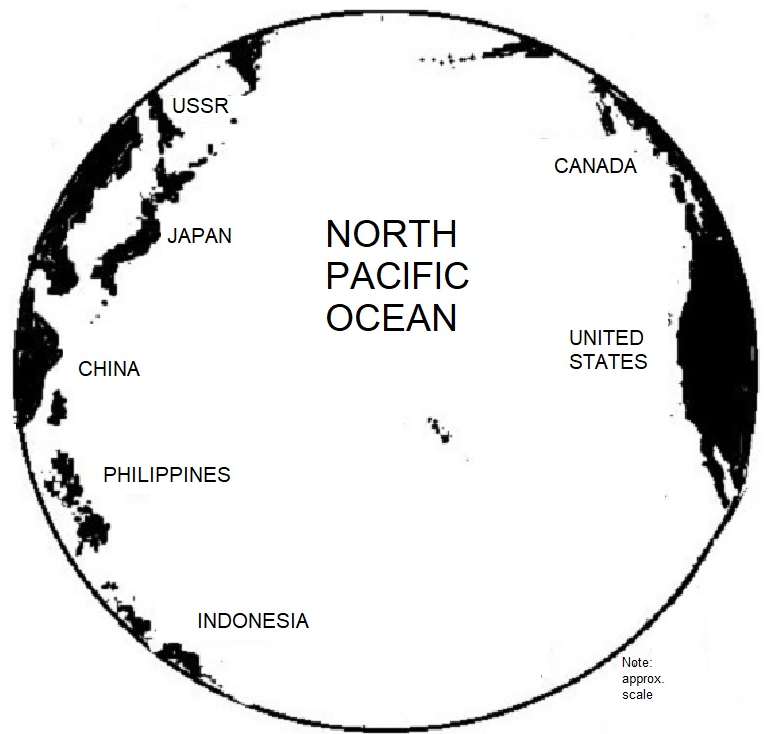 USSR
CANADA
JAPAN
NORTH
PACIFIC
OCEAN
UNITED
STATES
CHINA
PHILIPPINES
INDONESIA
Note:
approx.
scale